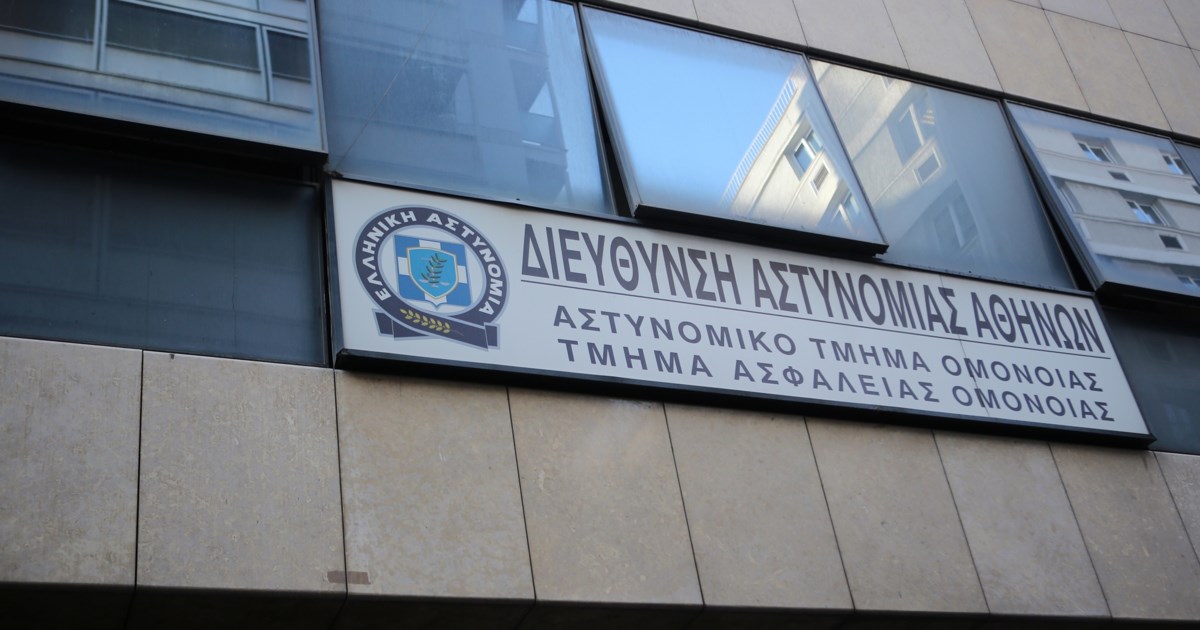 ΕΛΛΗΝΙΚΗ ΑΣΤΥΝΟΜΙΑ
ΔΙΕΥΘΥΝΣΗ ΑΣΤΥΝΟΜΙΑΣ ΑΘΗΝΩΝ
ΑΣΤΥΝΟΜΙΚΟ ΤΜΗΜΑ ΟΜΟΝΟΙΑΣ
ΤΜΗΜΑ ΑΣΦΑΛΕΙΑΣ ΟΜΟΝΟΙΑΣ